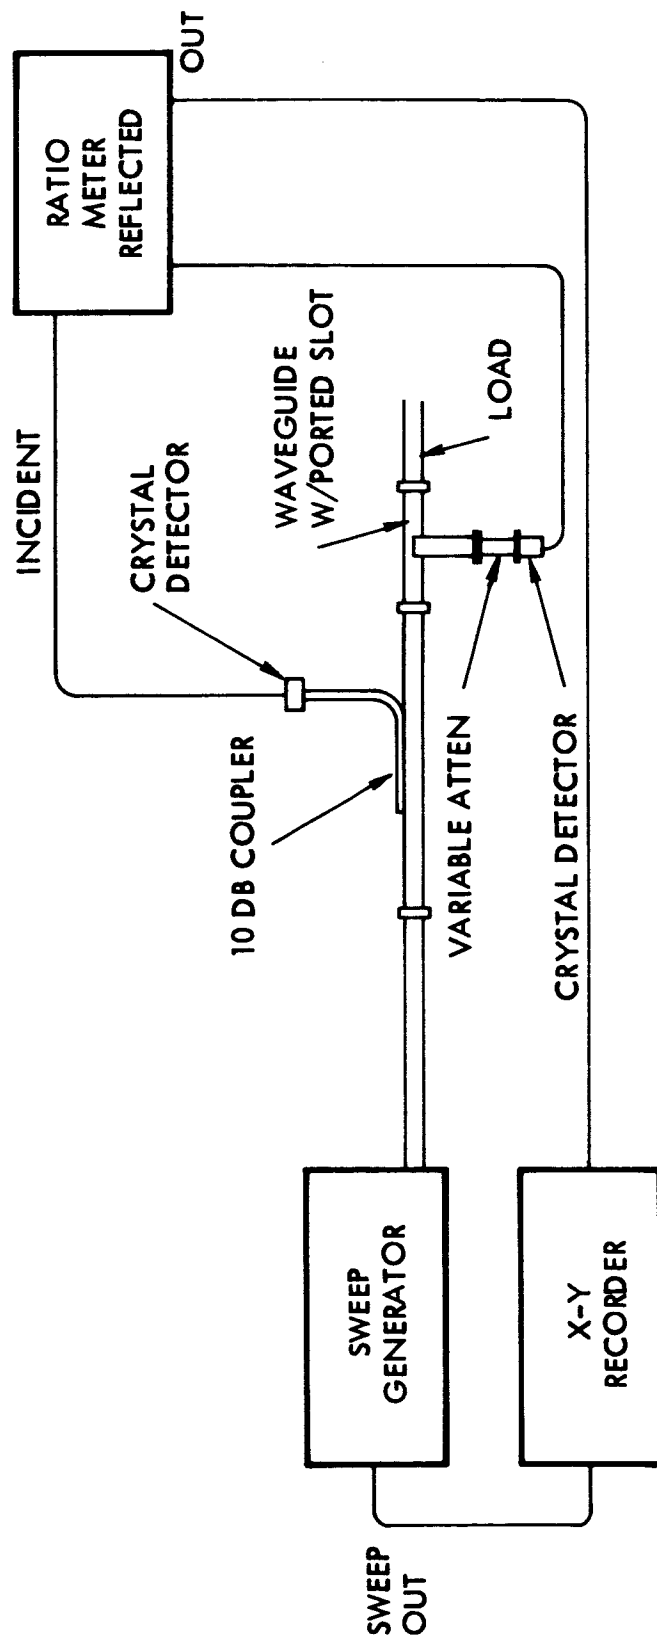 SWEEP
OUT
SWEEP
GENERATOR
X-Y
RECORDER
10 DB COUPLER
CRYSTAL
DETECTOR
INCIDENT
WAVEGUIDE
W/PORTED SLOT
LOAD
VARIABLE ATTEN
CRYSTAL DETECTOR
RATIO
METER
REFLECTED
OUT